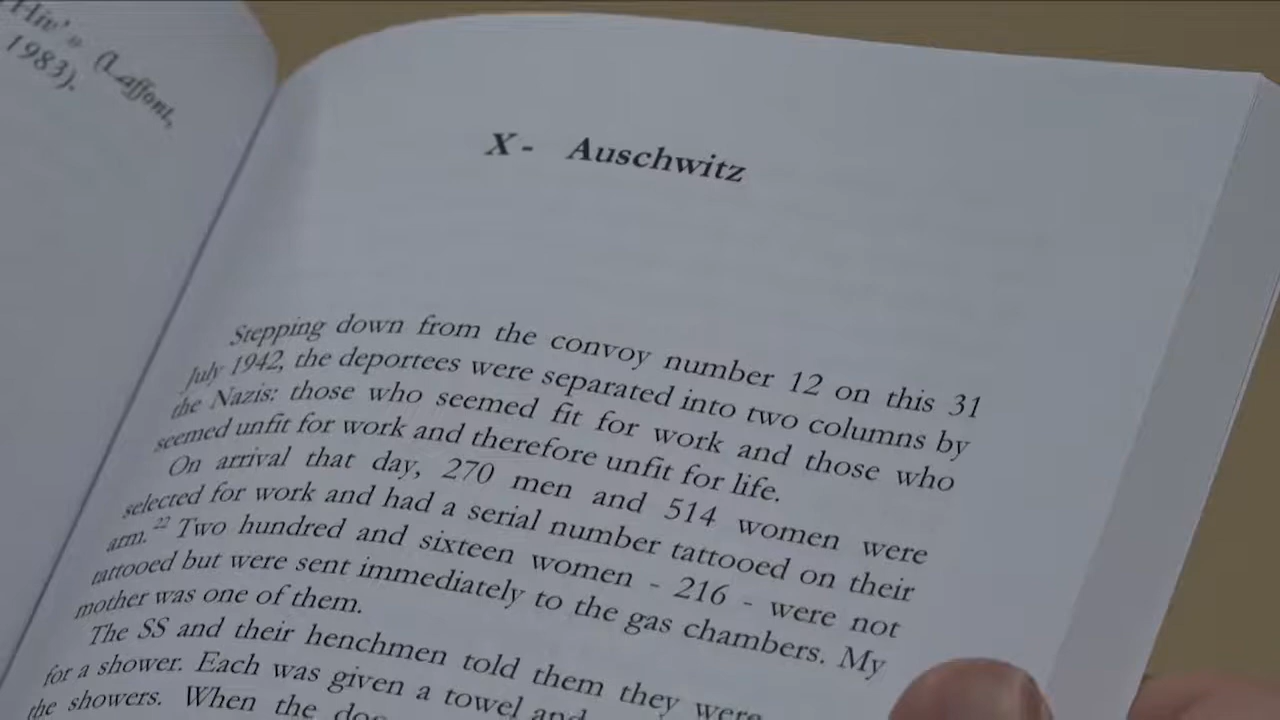 Hiv' » (Laffont,
1983).
X - Auschwitz
Stepping down from the convoy number 12 on this 31
July 1942, the deportees were separated into two columns by
the Nazis: those who seemed fit for work and those who
seemed unfit for work and therefore unfit for life.
On arrival that day, 270 men and 514 women were
selected for work and had a serial number tattooed on their
arm. 22 Two hundred and sixteen women - 216 - were not
tattooed but were sent immediately to the gas chambers. My
mother was one of them.
The SS and their henchmen told them they were
for a shower. Each was given a towel and
the showers. When the